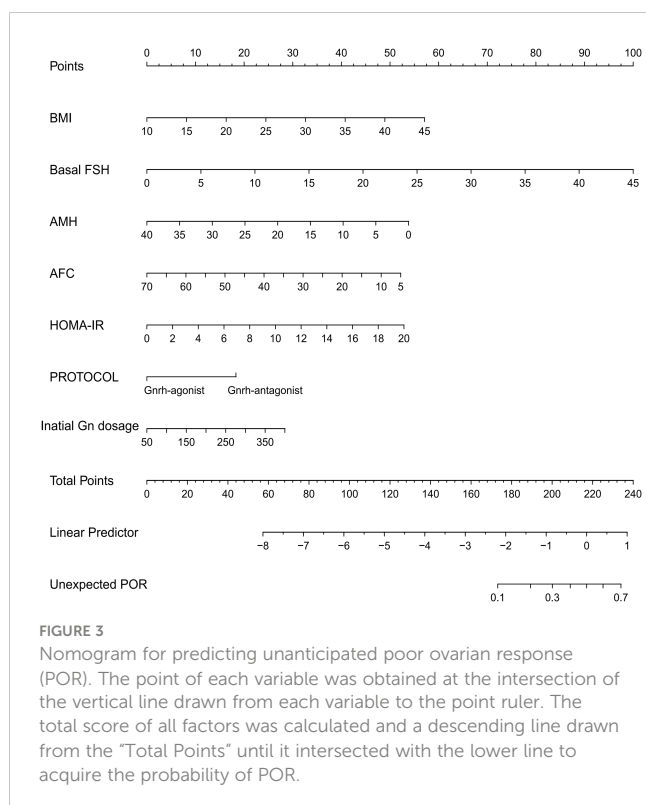 Points 0 10 20 30 40 50 60 70 80 90 100
BMI
10 15 20 25 30 35 40 45
Basal FSH
0 5 10 15 20 25 30 35 40 45
AMH
40 35 30 25 20 15 10 5 0
AFC
70 60 50 40 30 20 10 5
HOMA-IR
0 2 4 6 8 10 12 14 16 18 20
PROTOCOL
Gnrh-agonist Gnrh-antagonist
Inatial Gn dosage
50 150 250 350
Total Points
0 20 40 60 80 100 120 140 160 180 200 220 240
Linear Predictor
−8 −7 −6 −5 −4 −3 −2 −1 0 1
Unexpected POR
0.1 0.3 0.7
FIGURE 3
Nomogram for predicting unanticipated poor ovarian response
(POR). The point of each variable was obtained at the intersection of
the vertical line drawn from each variable to the point ruler. The
total score of all factors was calculated and a descending line drawn
from the “Total Points” until it intersected with the lower line to
acquire the probability of POR.